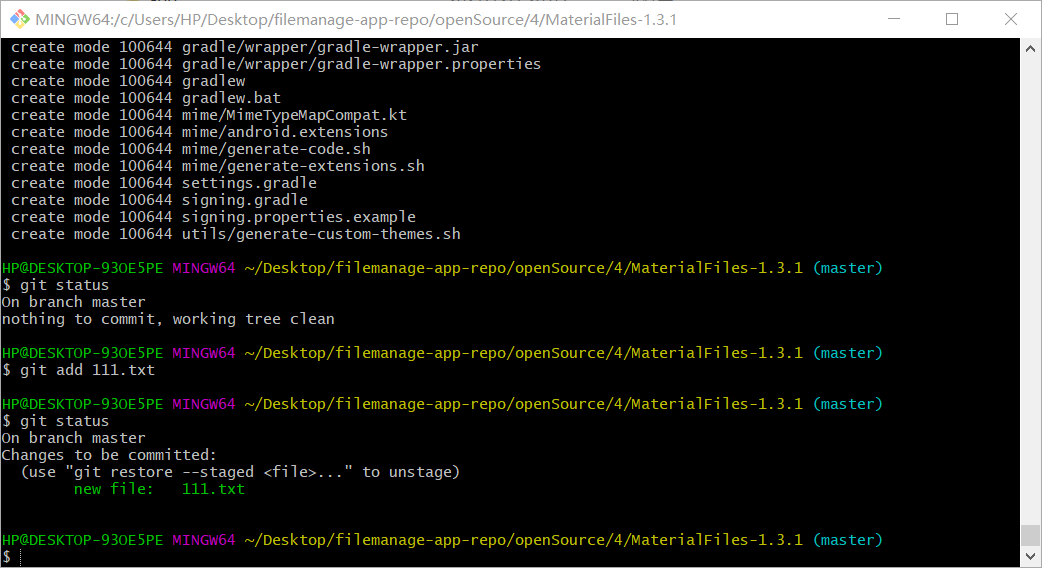 MINGW64:/c/Users/HP/Desktop/filemanage-app-repo/openSource/4/MaterialFiles-1.3.1
create mode 100644 gradle/wrapper/gradle-wrapper.jar
create mode 100644 gradle/wrapper/gradle-wrapper.properties
create mode 100644 gradlew
create mode 100644 gradlew.bat
create mode 100644 mime/MimeTypeMapCompat.kt
create mode 100644 mime/android.extensions
create mode 100644 mime/generate-code.sh
create mode 100644 mime/generate-extensions.sh
create mode 100644 settings.gradle
create mode 100644 signing.gradle
create mode 100644 signing.properties.example
create mode 100644 utils/generate-custom-themes.sh
HP@DESKTOP-93OE5PE MINGW64 ~/Desktop/filemanage-app-repo/openSource/4/MaterialFiles-1.3.1 (master)
$ git status
On branch master
nothing to commit, working tree clean
HP@DESKTOP-93OE5PE MINGW64 ~/Desktop/filemanage-app-repo/openSource/4/MaterialFiles-1.3.1 (master)
$ git add 111.txt
HP@DESKTOP-93OE5PE MINGW64 ~/Desktop/filemanage-app-repo/openSource/4/MaterialFiles-1.3.1 (master)
$ git status
On branch master
Changes to be committed:
(use "git restore --staged <file>..." to unstage)
new file:   111.txt
HP@DESKTOP-93OE5PE MINGW64 ~/Desktop/filemanage-app-repo/openSource/4/MaterialFiles-1.3.1 (master)
$